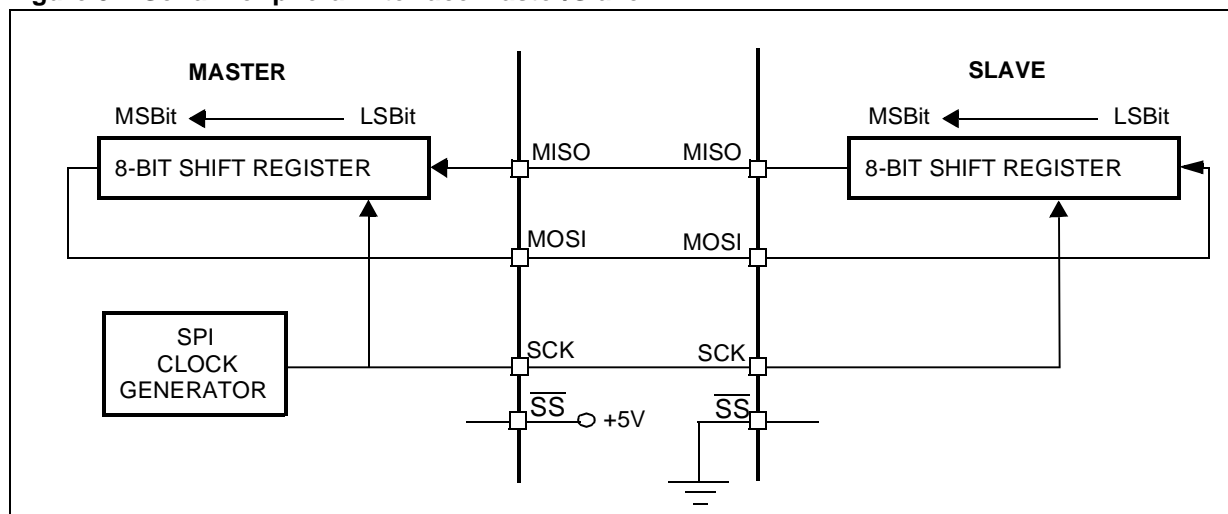 MASTER
SLAVE
MSBit
LSBit
MSBit
LSBit
8-BIT SHIFT REGISTER
MISO
MISO
8-BIT SHIFT REGISTER
MOSI
MOSI
SPI
CLOCK
GENERATOR
SCK
SCK
SS
+5V
SS